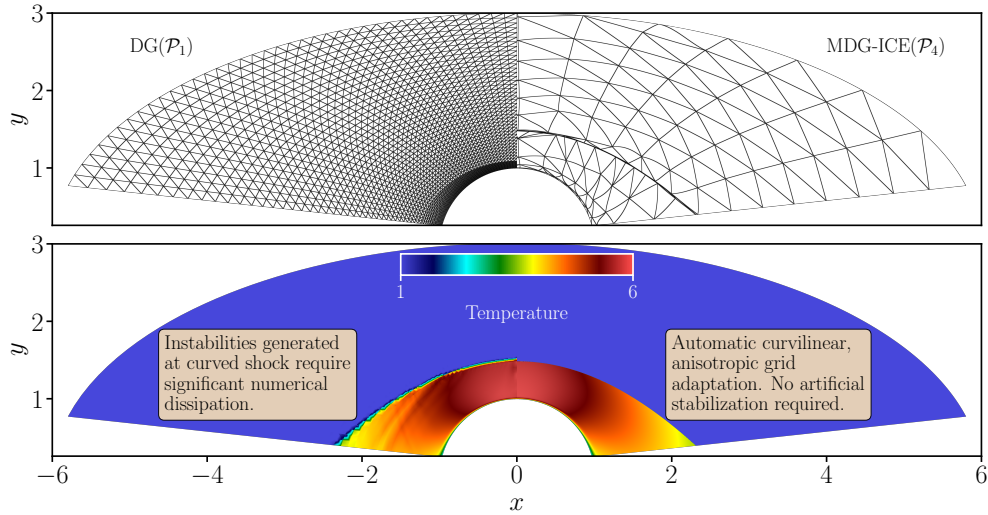 3
DG(𝒫₁)
MDG-ICE(𝒫₄)
2
y
1
3
1
6
Temperature
2
y
Instabilities generated
at curved shock require
significant numerical
dissipation.
Automatic curvilinear,
anisotropic grid
adaptation. No artificial
stabilization required.
1
−6
−4
−2
0
2
4
6
x